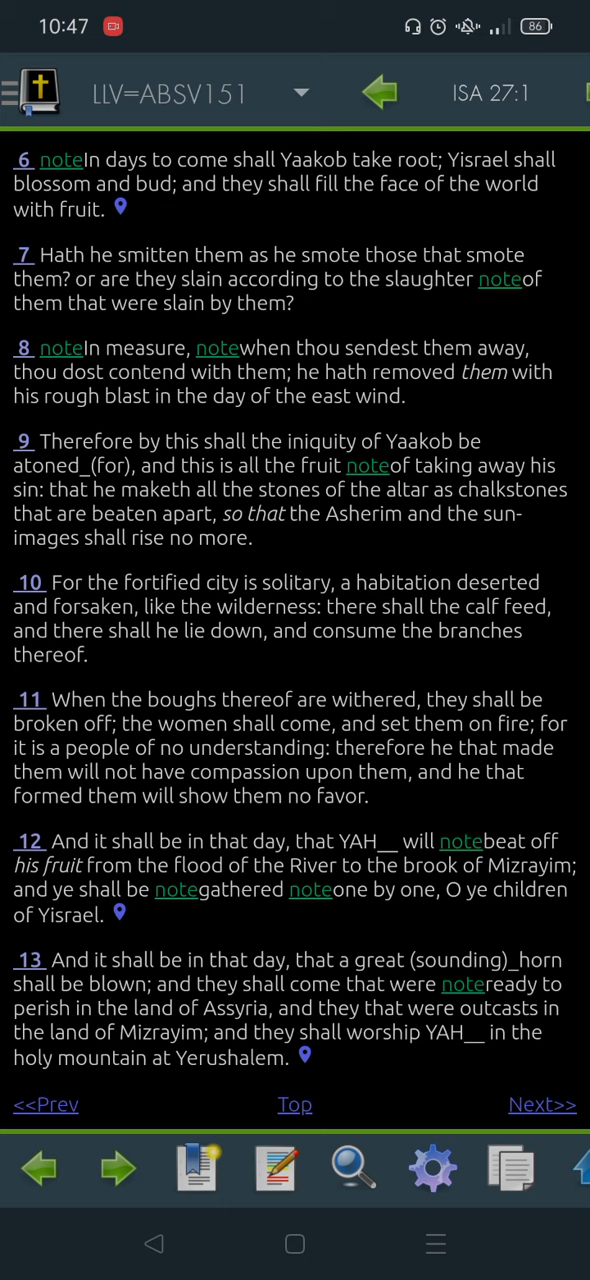 10:47
86
LLV=ABSV151
ISA 27:1
6 noteIn days to come shall Yaakob take root; Yisrael shall
blossom and bud; and they shall fill the face of the world
with fruit.
7 Hath he smitten them as he smote those that smote
them? or are they slain according to the slaughter noteof
them that were slain by them?
8 noteIn measure, notewhen thou sendest them away,
thou dost contend with them; he hath removed them with
his rough blast in the day of the east wind.
9 Therefore by this shall the iniquity of Yaakob be
atoned_(for), and this is all the fruit noteof taking away his
sin: that he maketh all the stones of the altar as chalkstones
that are beaten apart, so that the Asherim and the sun-
images shall rise no more.
10 For the fortified city is solitary, a habitation deserted
and forsaken, like the wilderness: there shall the calf feed,
and there shall he lie down, and consume the branches
thereof.
11 When the boughs thereof are withered, they shall be
broken off; the women shall come, and set them on fire; for
it is a people of no understanding: therefore he that made
them will not have compassion upon them, and he that
formed them will show them no favor.
12 And it shall be in that day, that YAH__ will notebeat off
his fruit from the flood of the River to the brook of Mizrayim;
and ye shall be notegathered noteone by one, O ye children
of Yisrael.
13 And it shall be in that day, that a great (sounding)_horn
shall be blown; and they shall come that were noteready to
perish in the land of Assyria, and they that were outcasts in
the land of Mizrayim; and they shall worship YAH__ in the
holy mountain at Yerushalem.
<<Prev Top Next>>